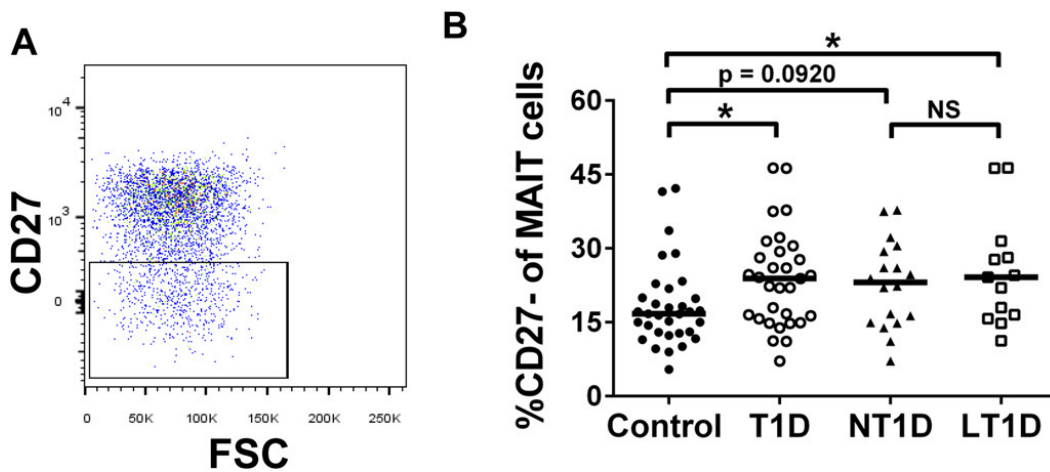 A
CD27
10⁴
10³
0
0
50K
100K
150K
200K
250K
FSC
B
%CD27- of MAIT cells
60
45
30
15
0
*
p = 0.0920
*
NS
Control T1D NT1D LT1D